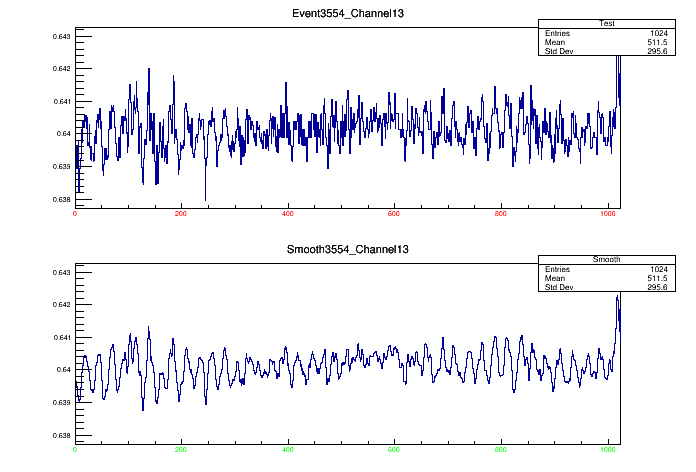 Event3554_Channel13
Test
Entries 1024
Mean 511.5
Std Dev 295.6
0.643
0.642
0.641
0.64
0.639
0.638
0 200 400 600 800 1000
Smooth3554_Channel13
Smooth
Entries 1024
Mean 511.5
Std Dev 295.6
0.643
0.642
0.641
0.64
0.639
0.638
0 200 400 600 800 1000